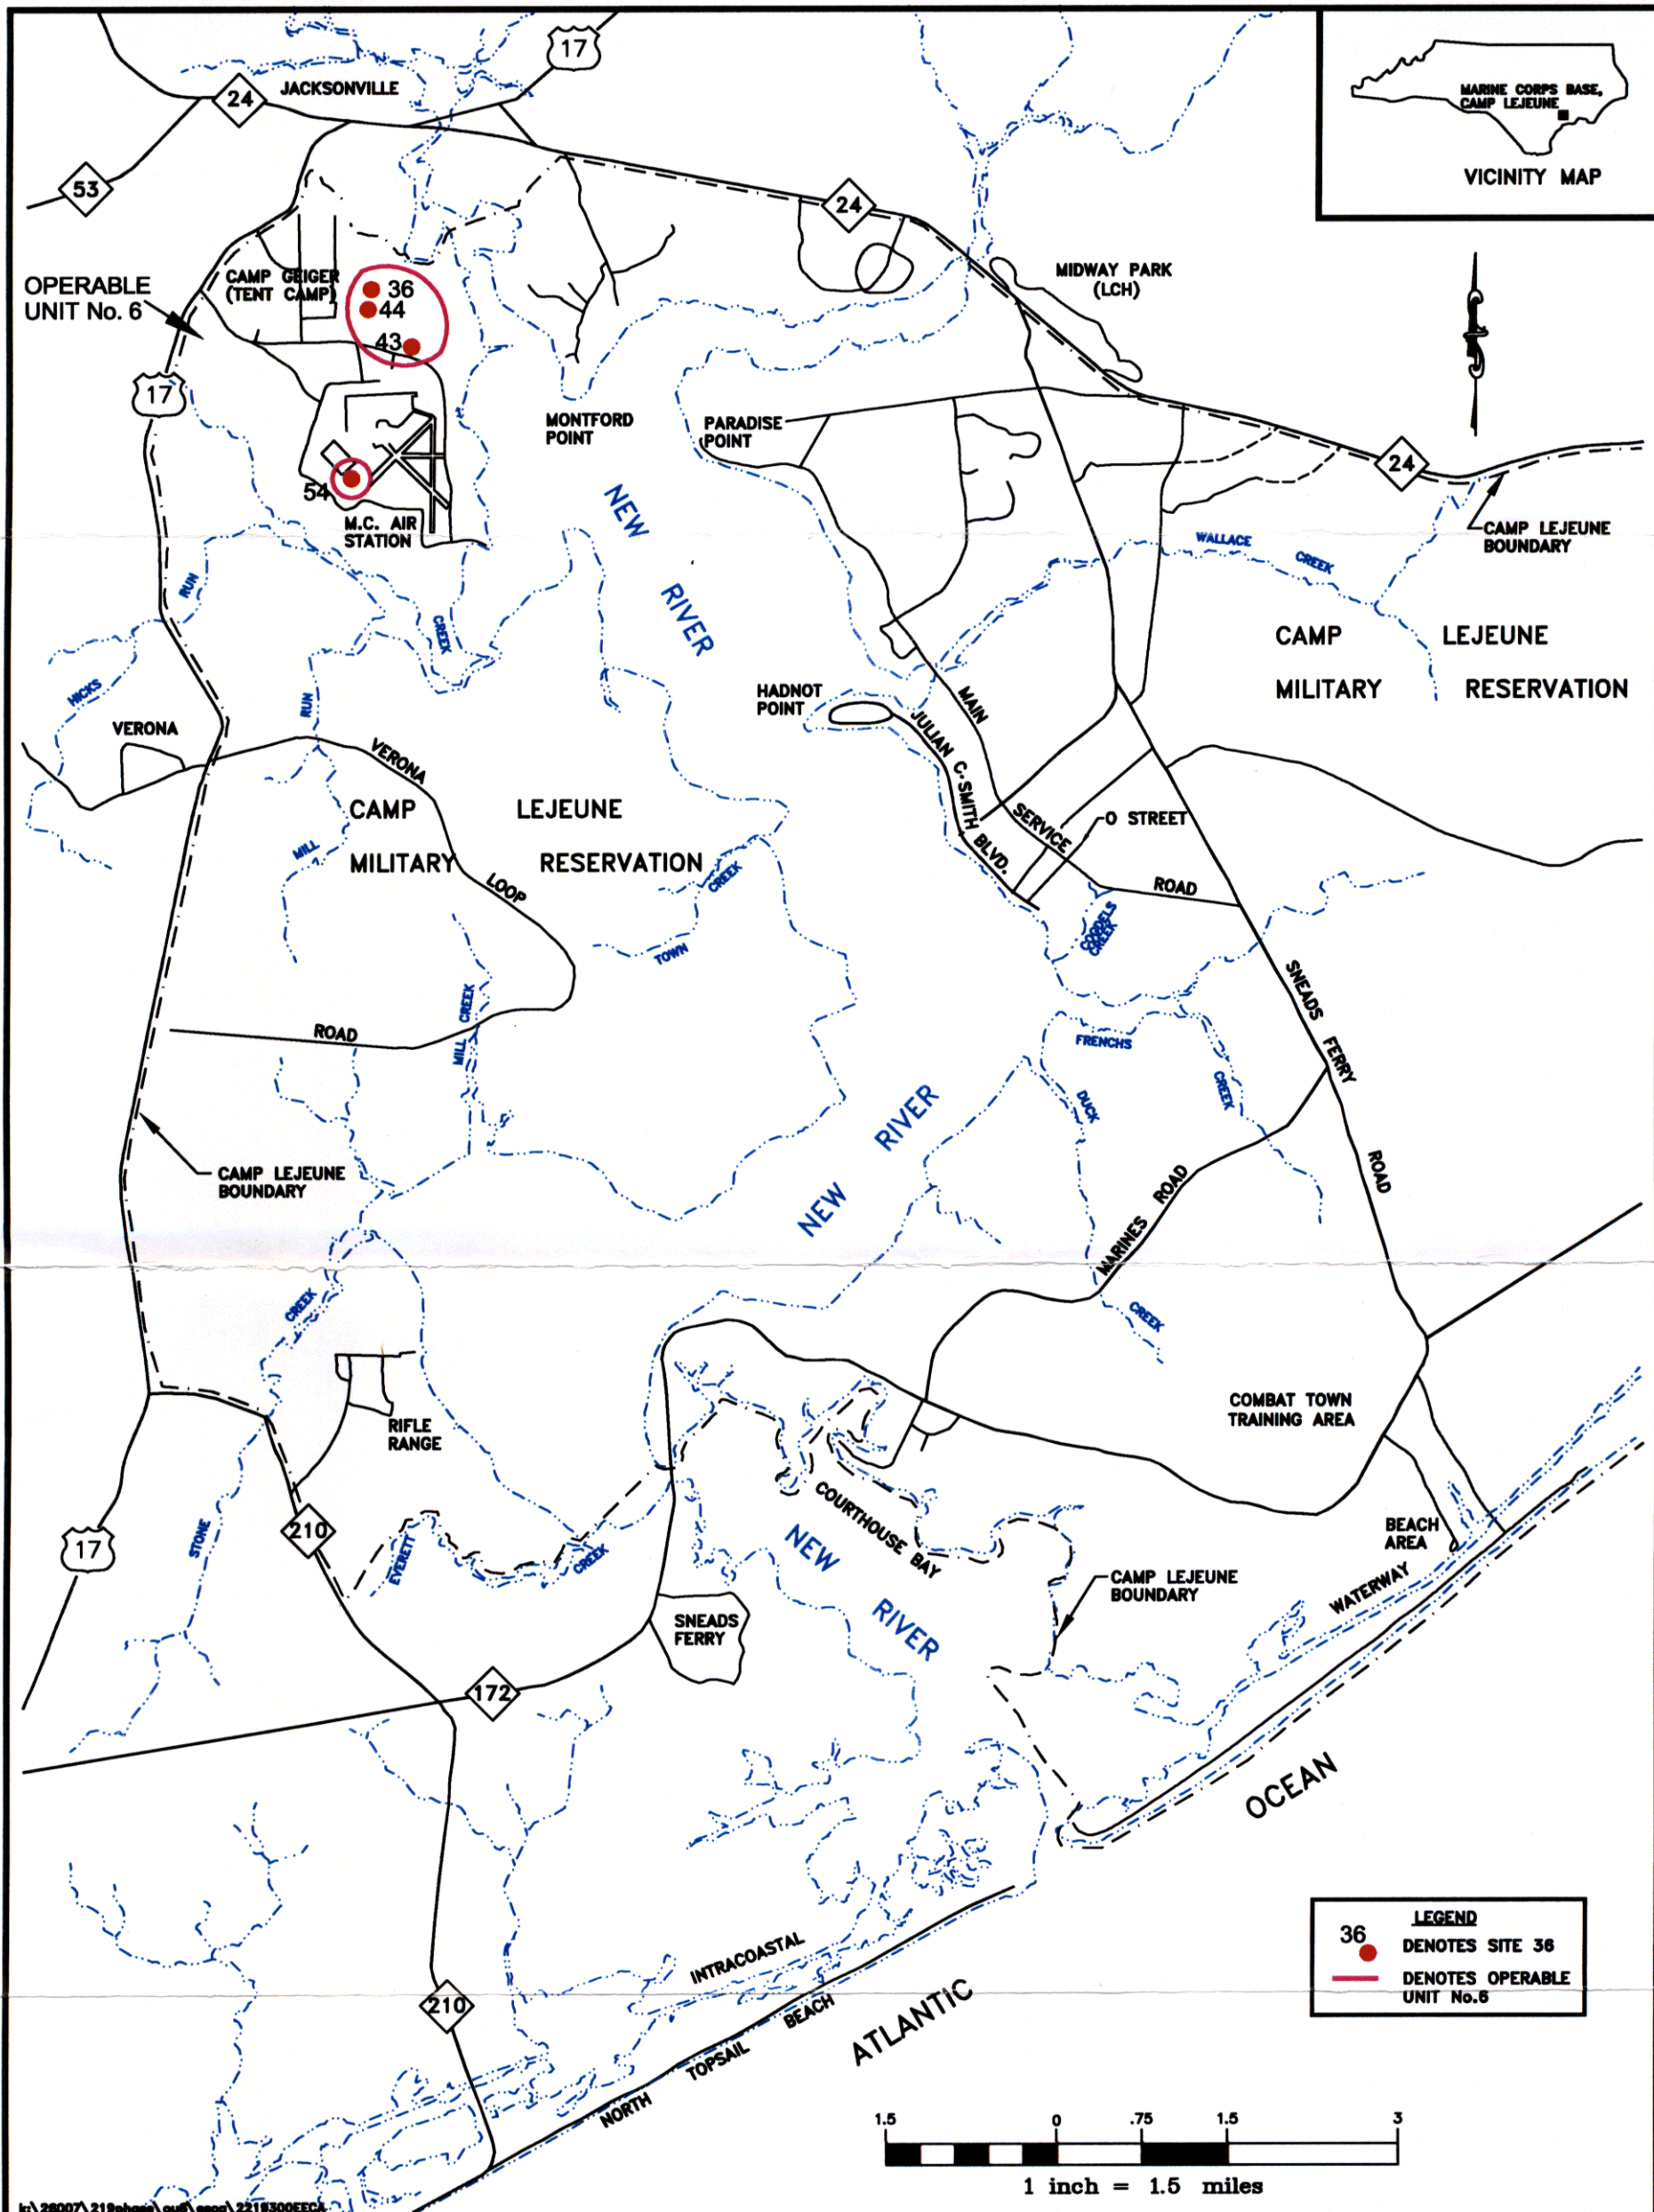 17
JACKSONVILLE
24
53
MARINE CORPS BASE,
CAMP LEJEUNE
VICINITY MAP
24
OPERABLE
UNIT No. 6
CAMP GEIGER
(TENT CAMP)
36
44
43
MIDWAY PARK
(LCH)
17
MONTFORD
POINT
PARADISE
POINT
24
54
M.C. AIR
STATION
NEW
RIVER
CAMP LEJEUNE
BOUNDARY
WALLACE
CREEK
RUN
CREEK
HICKS
CAMP LEJEUNE
MILITARY RESERVATION
VERONA
RUN
HADNOT
POINT
MAIN
JULIAN C. SMITH BLVD.
VERONA
CAMP LEJEUNE
MILITARY RESERVATION
MILL
LOOP
CREEK
TOWN
SERVICE
O STREET
ROAD
COGDELS
CREEK
SNEADS FERRY
ROAD
MILL CREEK
ROAD
FRENCHS
CREEK
DUCK
NEW RIVER
CAMP LEJEUNE
BOUNDARY
MARINES ROAD
CREEK
CREEK
RIFLE
RANGE
COMBAT TOWN
TRAINING AREA
17
STONE
210
EVERETT
CREEK
COURTHOUSE BAY
NEW
RIVER
BEACH
AREA
CAMP LEJEUNE
BOUNDARY
WATERWAY
SNEADS
FERRY
172
OCEAN
INTRACOASTAL
210
NORTH TOPSAIL BEACH
ATLANTIC
LEGEND
36
DENOTES SITE 36
DENOTES OPERABLE
UNIT No.6
1.5 0 .75 1.5 3
1 inch = 1.5 miles